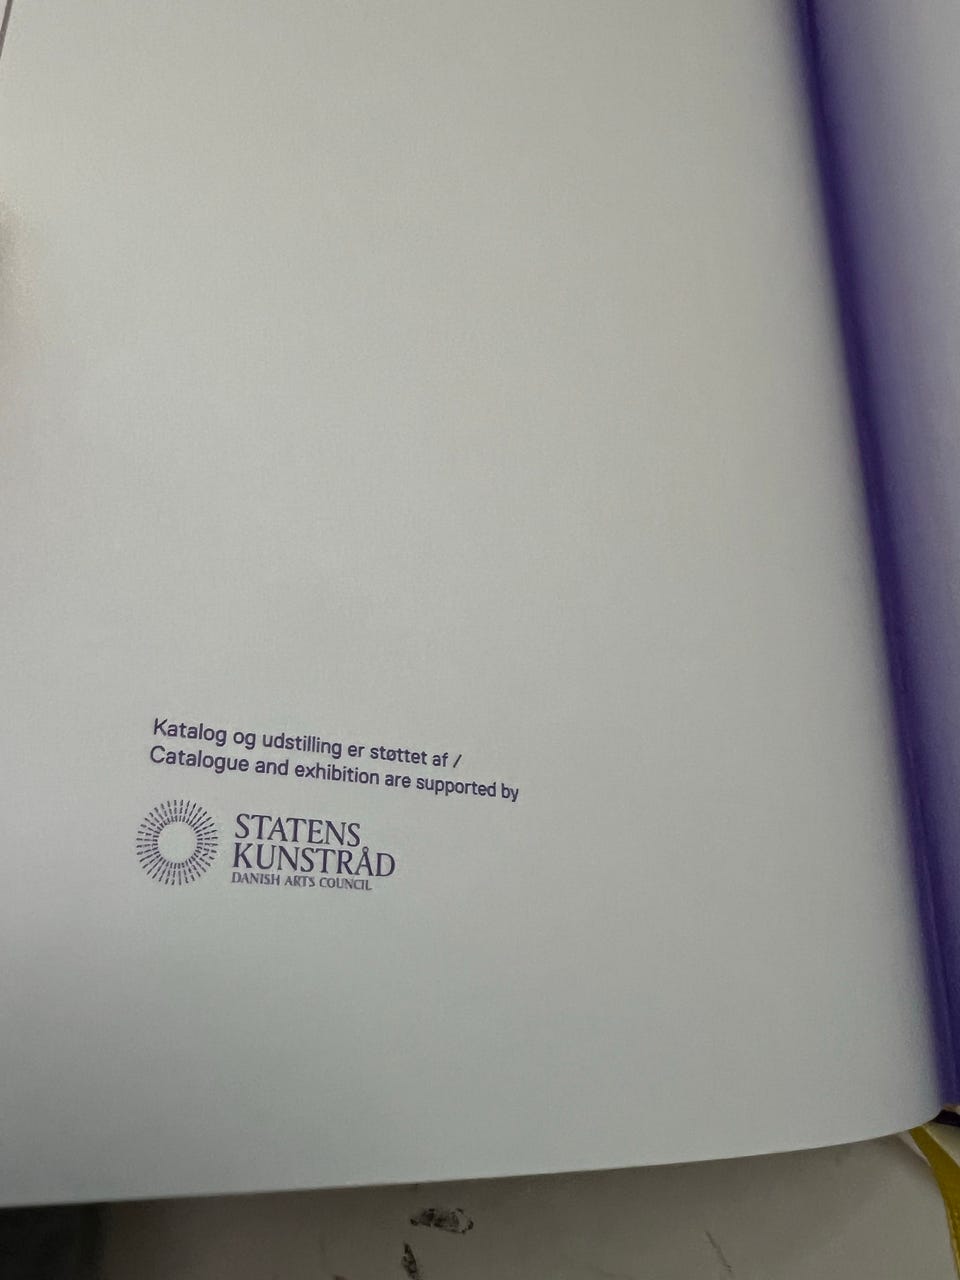 Katalog og udstilling er støttet af /
Catalogue and exhibition are supported by
STATENS
KUNSTRÅD
DANISH ARTS COUNCIL